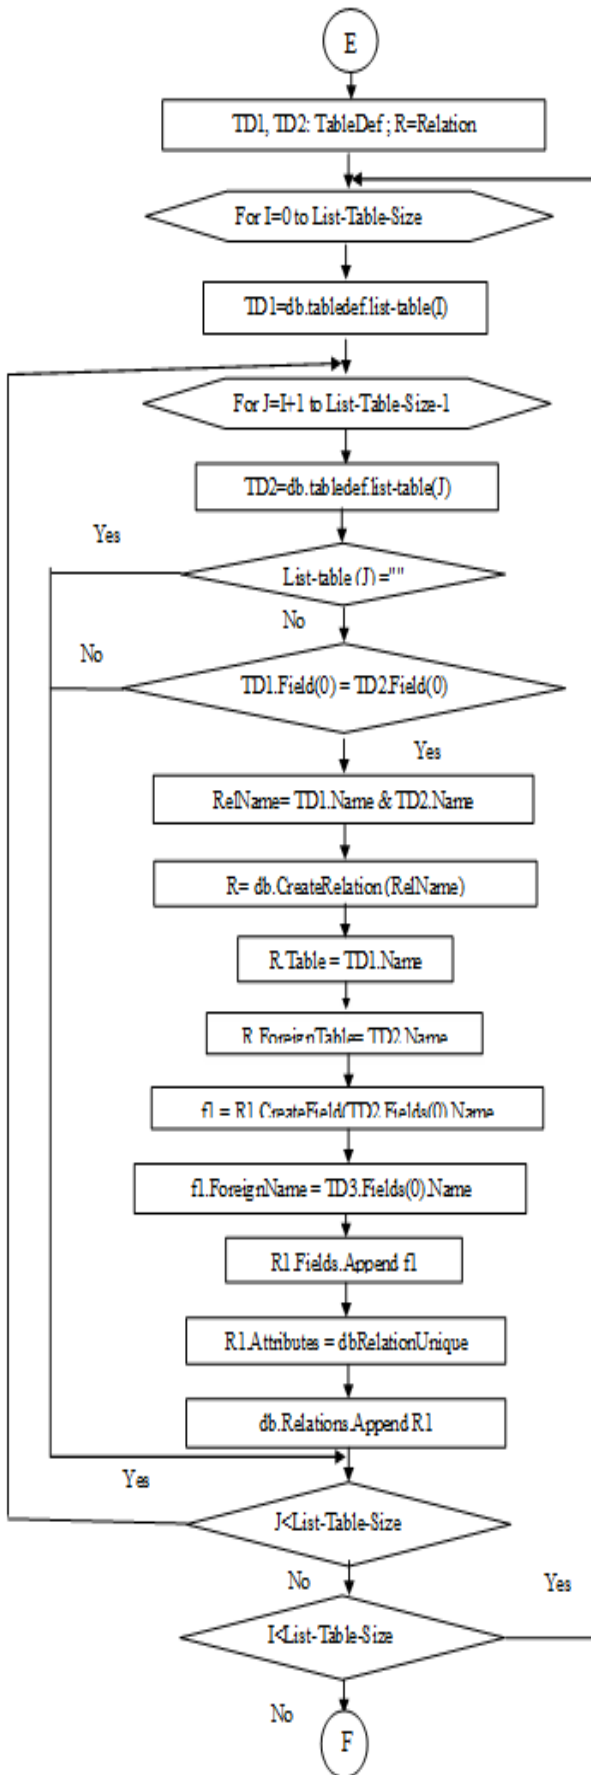 E
TD1, TD2: TableDef ; R=Relation
For I=0 to List-Table-Size
TD1=db.tabledef.list-table(I)
For J=I+1 to List-Table-Size-1
TD2=db.tabledef.list-table(J)
Yes
List-table (J) =""
No
No
TD1.Field(0) = TD2.Field(0)
Yes
RelName= TD1.Name & TD2.Name
R= db.CreateRelation (RelName)
R.Table = TD1.Name
R.ForeignTable= TD2.Name
f1 = R1.CreateField(TD2.Fields(0).Name
f1.ForeignName = TD3.Fields(0).Name
R1.Fields.Append f1
R1.Attributes = dbRelationUnique
db.Relations.Append R1
Yes
J<List-Table-Size
No
Yes
I<List-Table-Size
No
F